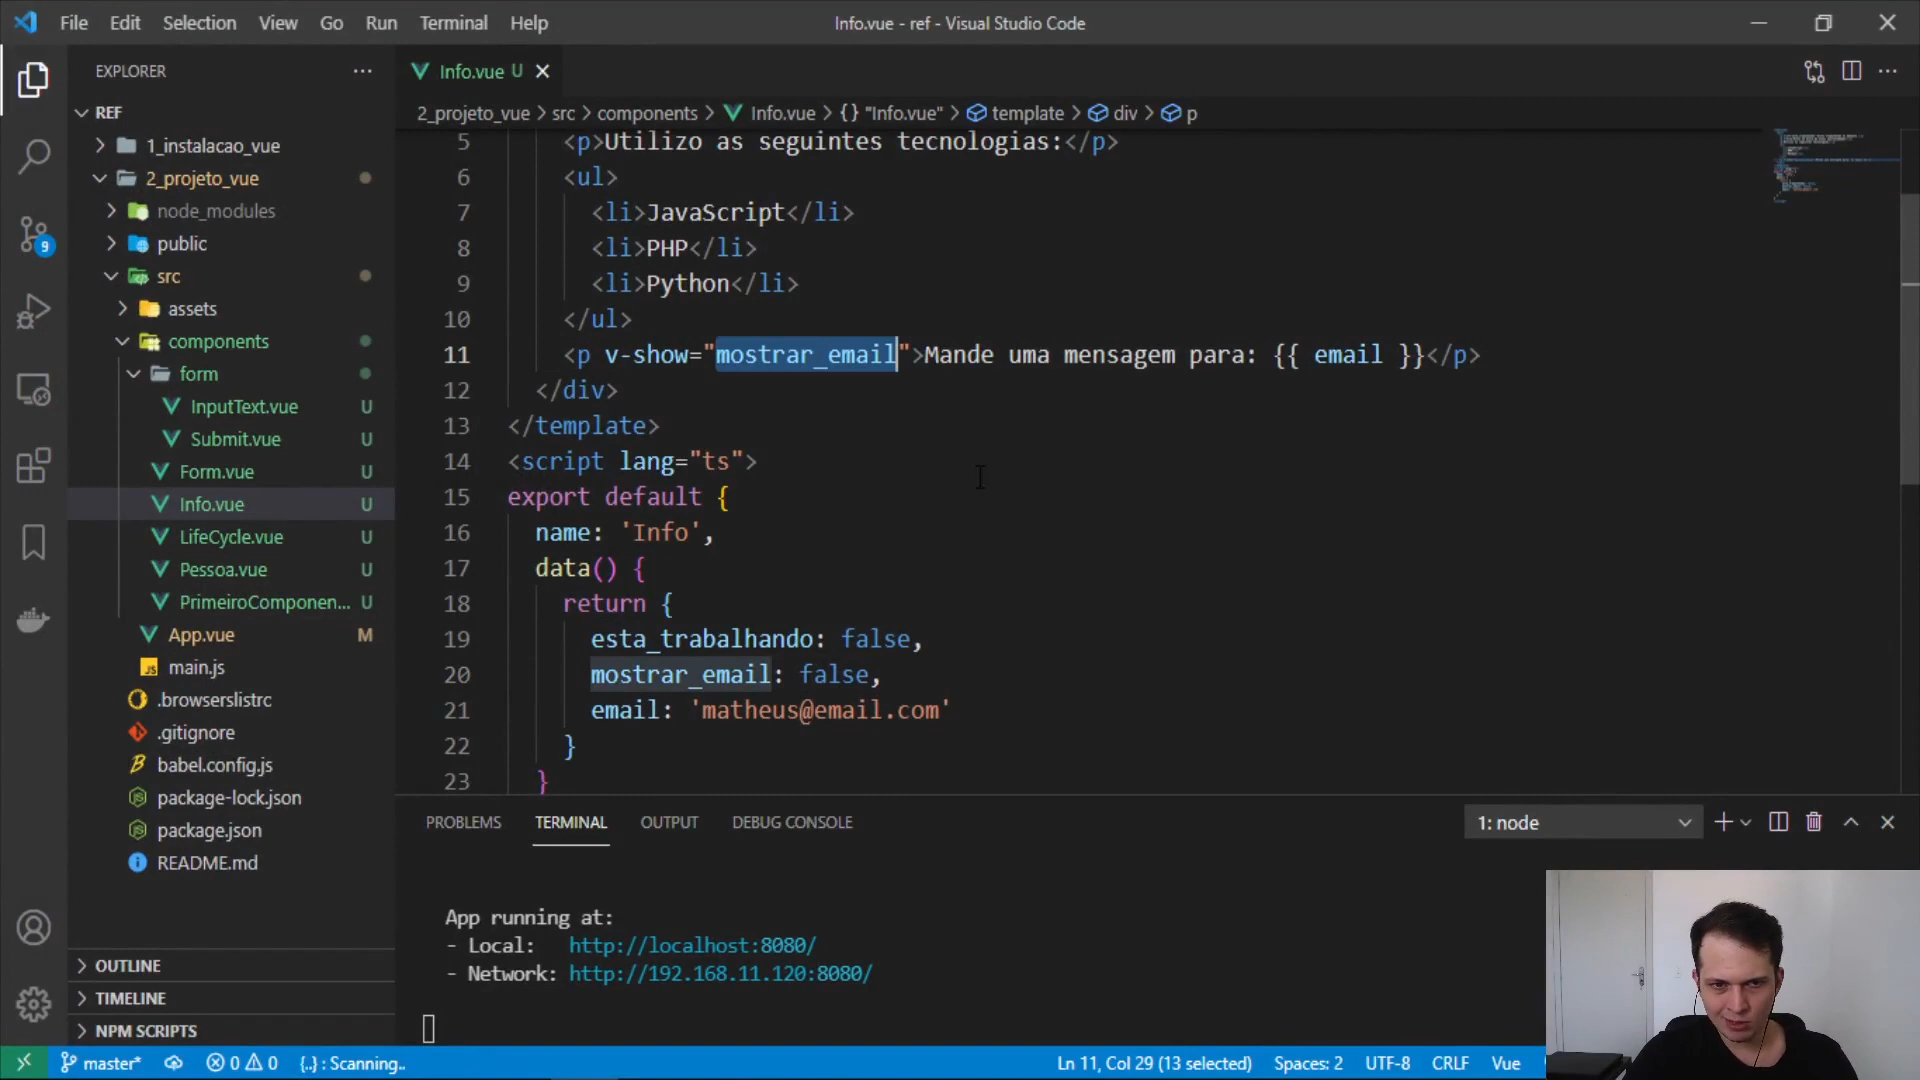 File Edit Selection View Go Run Terminal Help
Info.vue - ref - Visual Studio Code
EXPLORER
Info.vue U
REF
1_instalacao_vue
2_projeto_vue
node_modules
public
src
assets
components
form
InputText.vue U
Submit.vue U
Form.vue U
Info.vue U
LifeCycle.vue U
Pessoa.vue U
PrimeiroComponen... U
App.vue M
main.js
.browserslistrc
.gitignore
babel.config.js
package-lock.json
package.json
README.md
OUTLINE
TIMELINE
NPM SCRIPTS
9
2_projeto_vue > src > components > Info.vue > {} "Info.vue" > template > div > p
5 <p>Utilizo as seguintes tecnologias:</p>
6 <ul>
7 <li>JavaScript</li>
8 <li>PHP</li>
9 <li>Python</li>
10 </ul>
11 <p v-show="mostrar_email">Mande uma mensagem para: {{ email }}</p>
12 </div>
13 </template>
14 <script lang="ts">
15 export default {
16 name: 'Info',
17 data() {
18 return {
19 esta_trabalhando: false,
20 mostrar_email: false,
21 email: 'matheus@email.com'
22 }
23 }
PROBLEMS TERMINAL OUTPUT DEBUG CONSOLE
1: node
App running at:
- Local: http://localhost:8080/
- Network: http://192.168.11.120:8080/
master* 0 0 {..} : Scanning..
Ln 11, Col 29 (13 selected) Spaces: 2 UTF-8 CRLF Vue